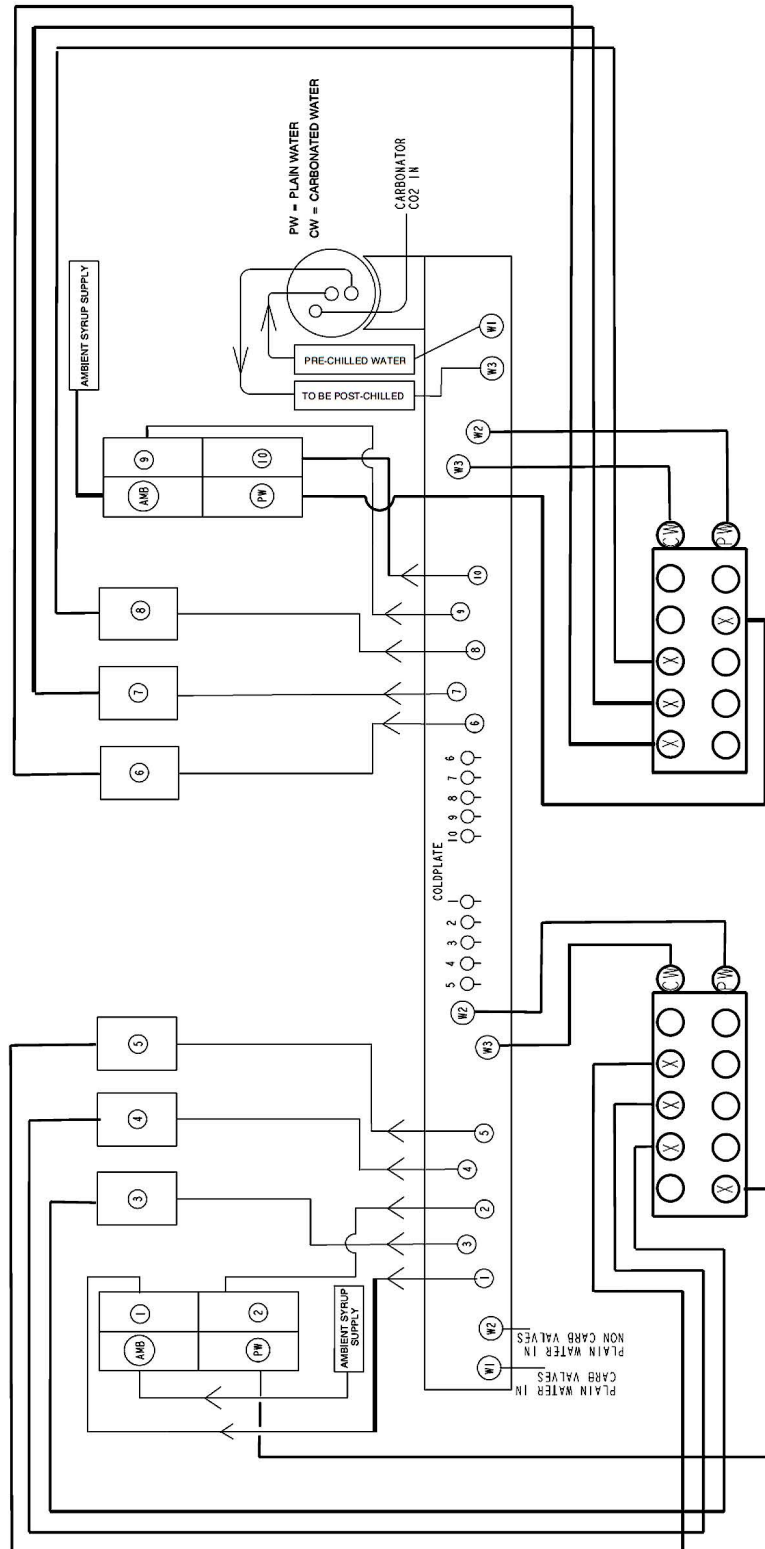 AMBIENT SYRUP SUPPLY
AMB
9
PW
10
1
AMB
2
PW
3
4
5
6
7
8
PW = PLAIN WATER
CW = CARBONATED WATER
CARBONATOR
CO2 IN
PRE-CHILLED WATER
TO BE POST-CHILLED
AMBIENT SYRUP
SUPPLY
COLDPLATE
5 4 3 2 1
10 9 8 7 6
1
3
2
4
5
6
7
8
9
10
W1
W2
W3
W2
W3
W2
W3
W1
PLAIN WATER IN
CARB VALVES
PLAIN WATER IN
NON CARB VALVES
X
X
X
CW
X
PW
X
X
X
CW
X
PW